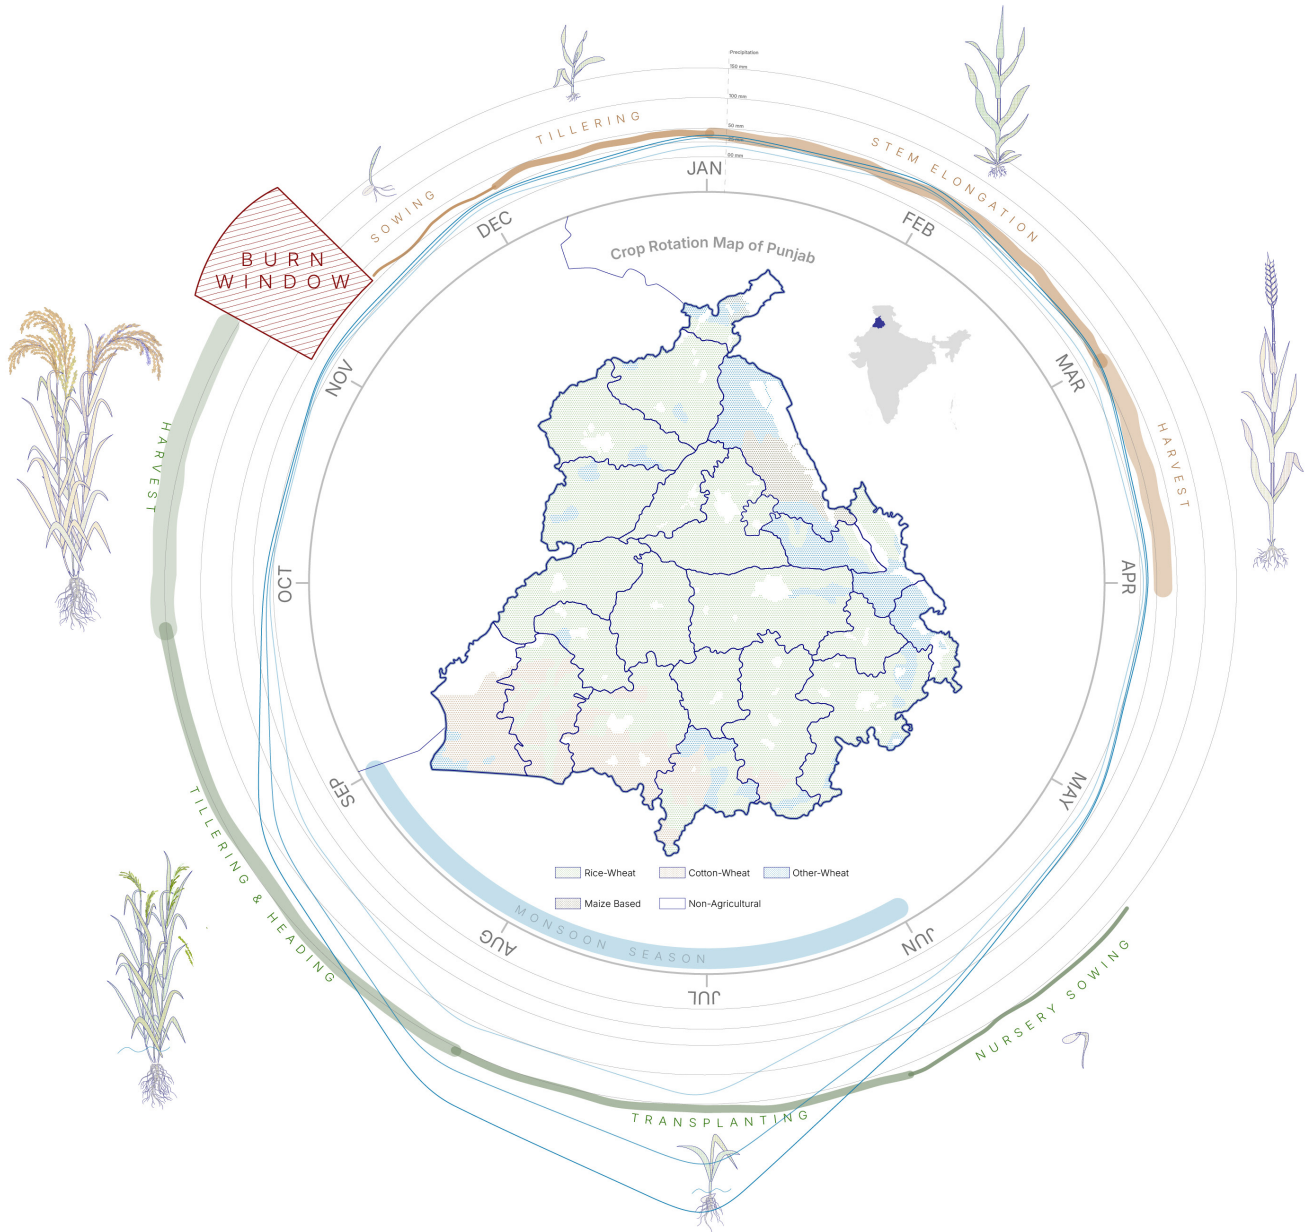 Precipitation
150 mm
100 mm
50 mm
00 mm
TILLERING
STEM ELONGATION
SOWING
JAN
DEC
FEB
BURN
WINDOW
Crop Rotation Map of Punjab
NOV
MAR
HARVEST
HARVEST
OCT
APR
SEP
MAY
TILLERING & HEADING
Rice-Wheat
Cotton-Wheat
Other-Wheat
Maize Based
Non-Agricultural
MONSOON SEASON
AUG
JUN
JUL
NURSERY SOWING
TRANSPLANTING